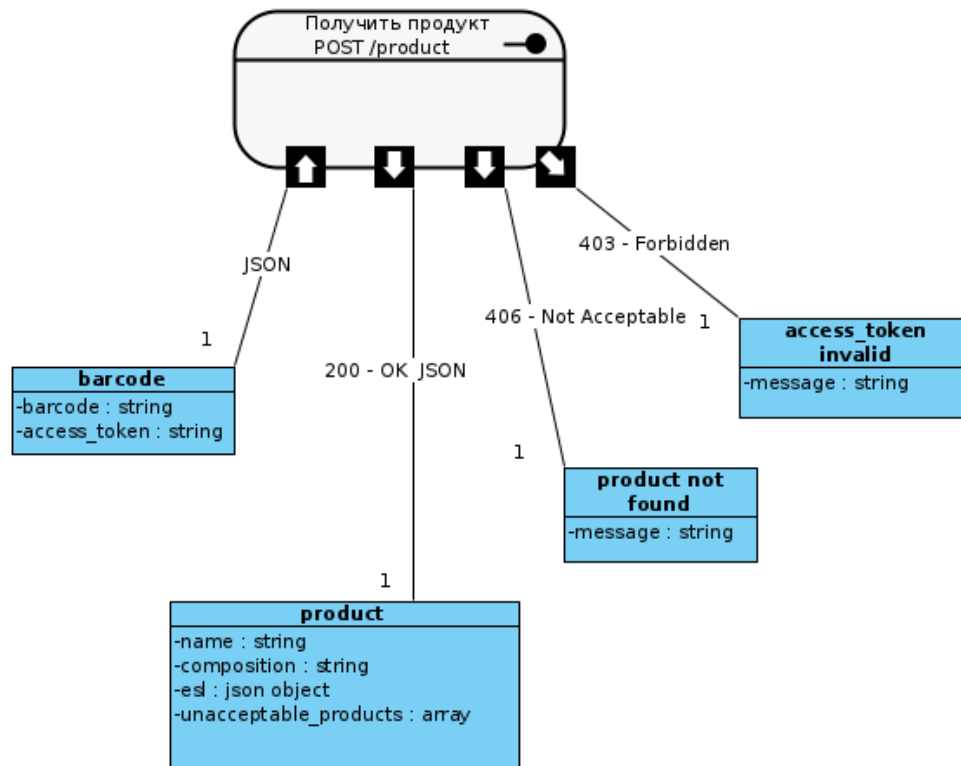 Получить продукт
POST /product
403 - Forbidden
JSON
406 - Not Acceptable
1
access_token
invalid
-message : string
1
200 - OK  JSON
barcode
-barcode : string
-access_token : string
1
product not
found
-message : string
1
product
-name : string
-composition : string
-esl : json object
-unacceptable_products : array